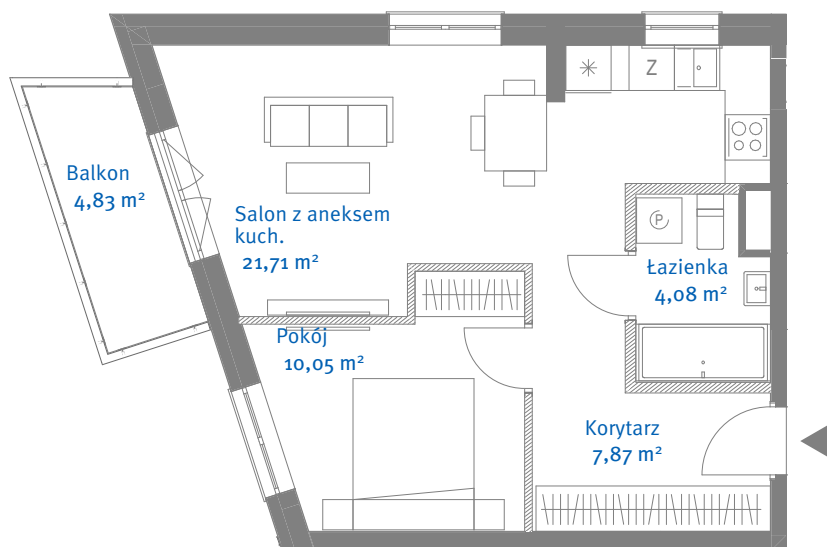 Z
Balkon
4,83 m²
Salon z aneksem
kuch.
21,71 m²
P
Łazienka
4,08 m²
Pokój
10,05 m²
Korytarz
7,87 m²